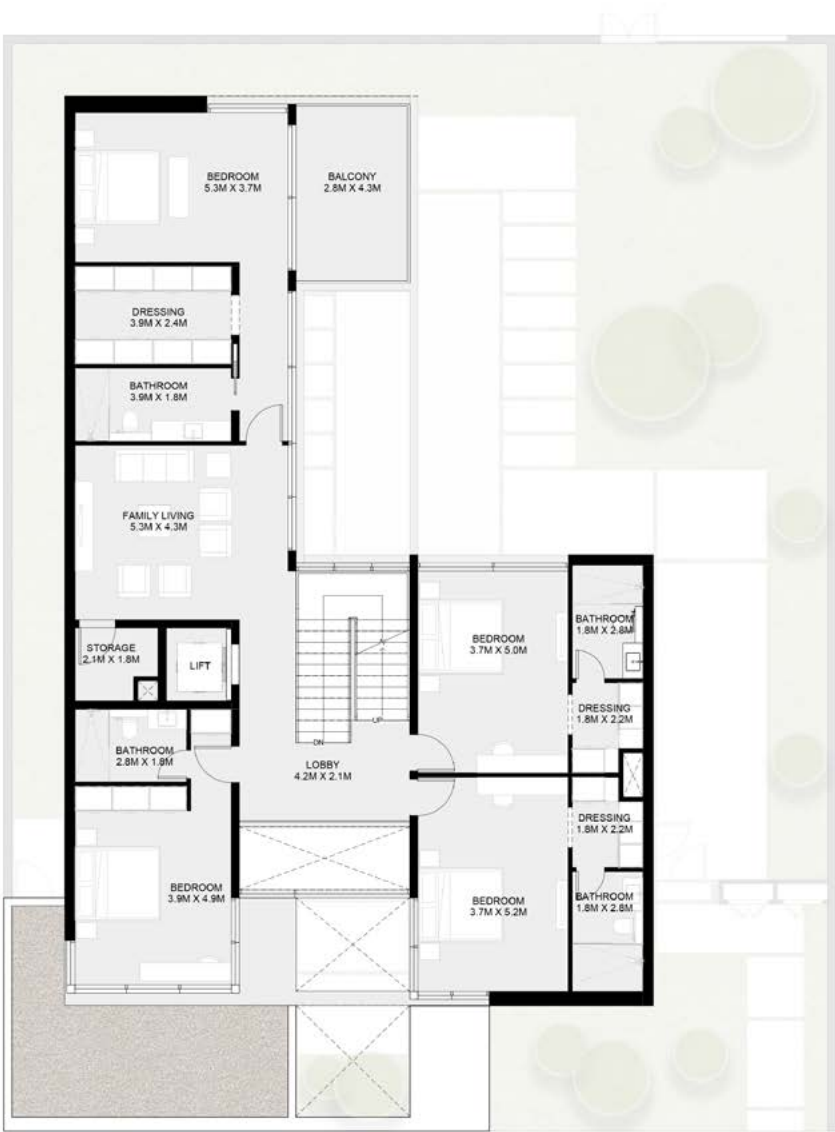 BEDROOM
5.3M X 3.7M
BALCONY
2.8M X 4.3M
DRESSING
3.9M X 2.4M
BATHROOM
3.9M X 1.8M
FAMILY LIVING
5.3M X 4.3M
STORAGE
2.1M X 1.8M
LIFT
BEDROOM
3.7M X 5.0M
BATHROOM
1.8M X 2.8M
DRESSING
1.8M X 2.2M
UP
DN
BATHROOM
2.8M X 1.8M
LOBBY
4.2M X 2.1M
DRESSING
1.8M X 2.2M
BEDROOM
3.9M X 4.9M
BEDROOM
3.7M X 5.2M
BATHROOM
1.8M X 2.8M